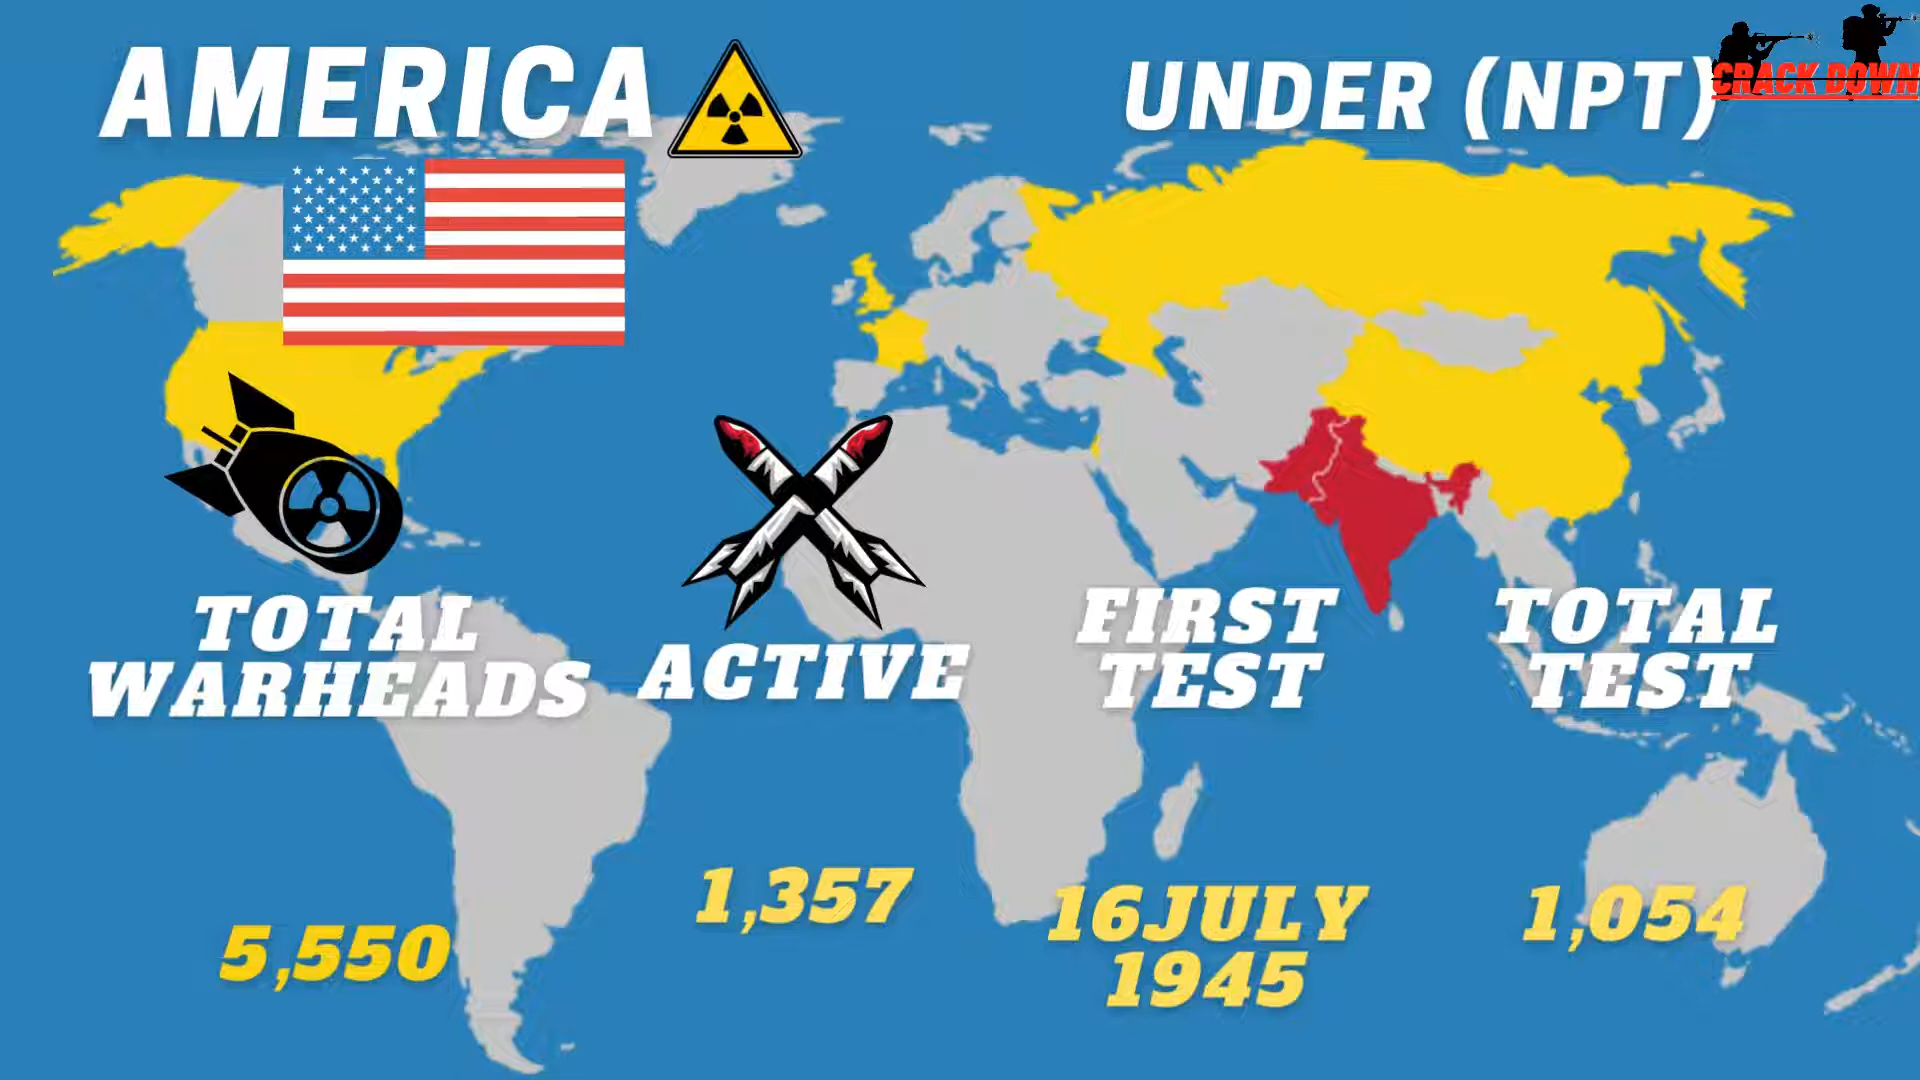 AMERICA
UNDER (NPT)
CRACK DOWN
TOTAL
WARHEADS
ACTIVE
FIRST
TEST
TOTAL
TEST
5,550
1,357
16JULY
1945
1,054